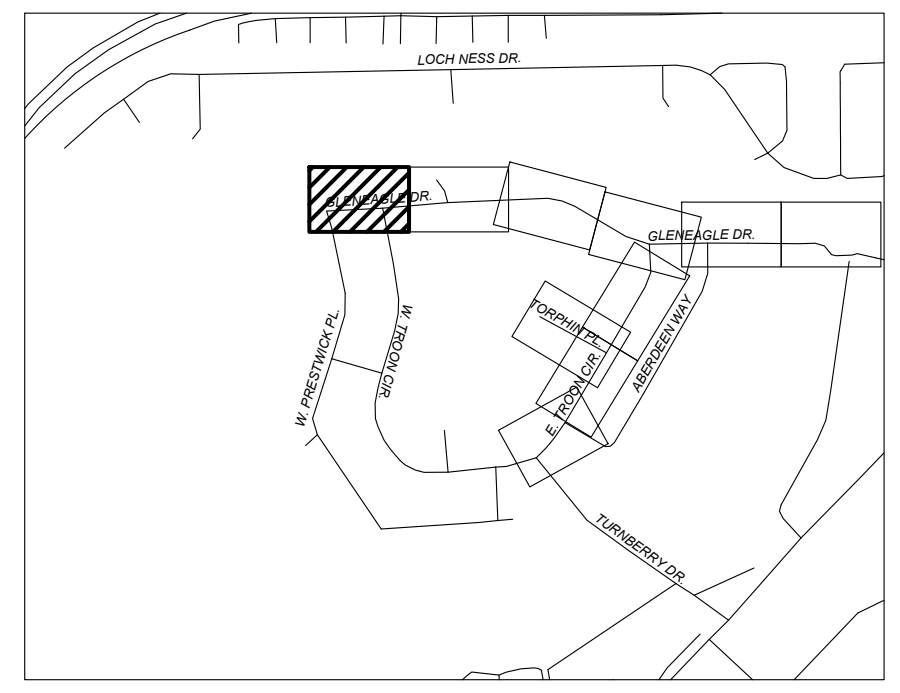 LOCH NESS DR.
GLENEAGLE DR.
GLENEAGLE DR.
TORPHIN PL.
ABERDEEN WAY
W. PRESTWICK PL.
W. TROON CIR.
E. TROON CIR.
TURNBERRY DR.